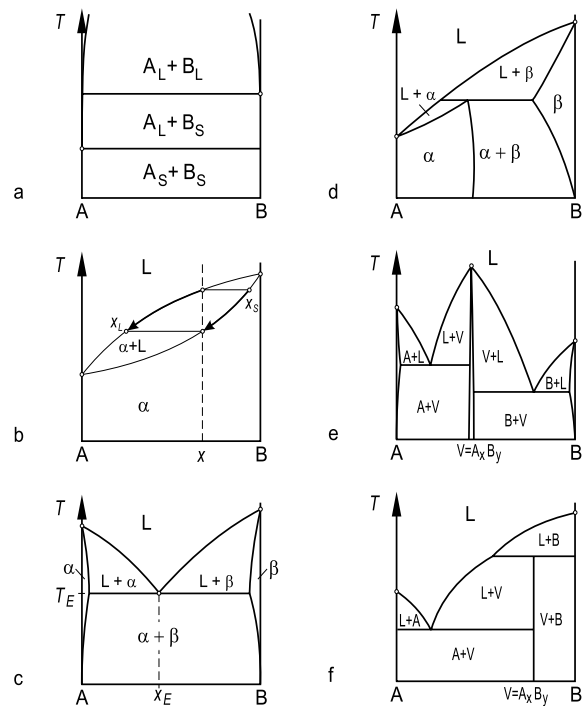 T
A_L + B_L
A_L + B_S
A_S + B_S
a
A
B
T
L
x_L
x_S
α+L
α
b
A
x
B
T
L
α
L + α
L + β
β
T_E
α + β
c
A
x_E
B
T
L
L + β
L + α
β
α
α + β
d
A
B
T
L
L+V
A+L
V+L
B+L
A+V
B+V
e
A
V=A_xB_y
B
T
L
L+B
L+V
L+A
V+B
A+V
f
A
V=A_xB_y
B